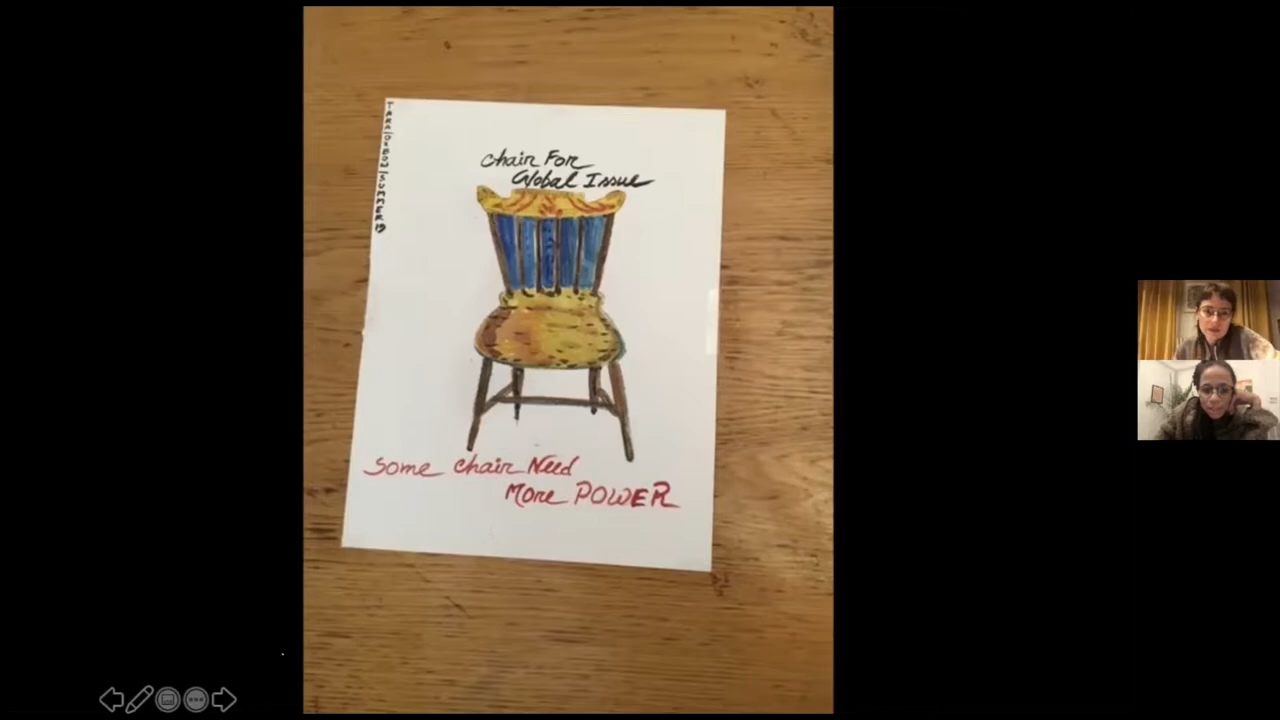 Chair For
Global Issue
Some Chair Need
More POWER